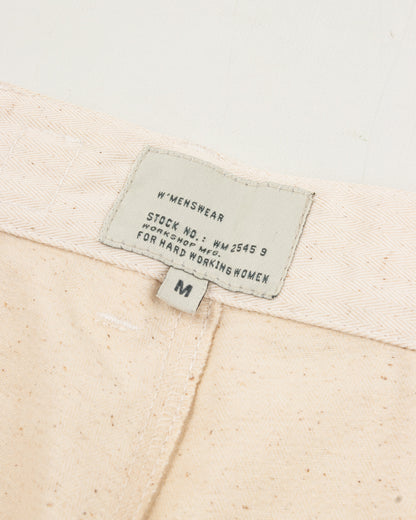 W'MENSWEAR
STOCK NO.: WM 2545 9
WORKSHOP MFG.
FOR HARD WORKING WOMEN
M